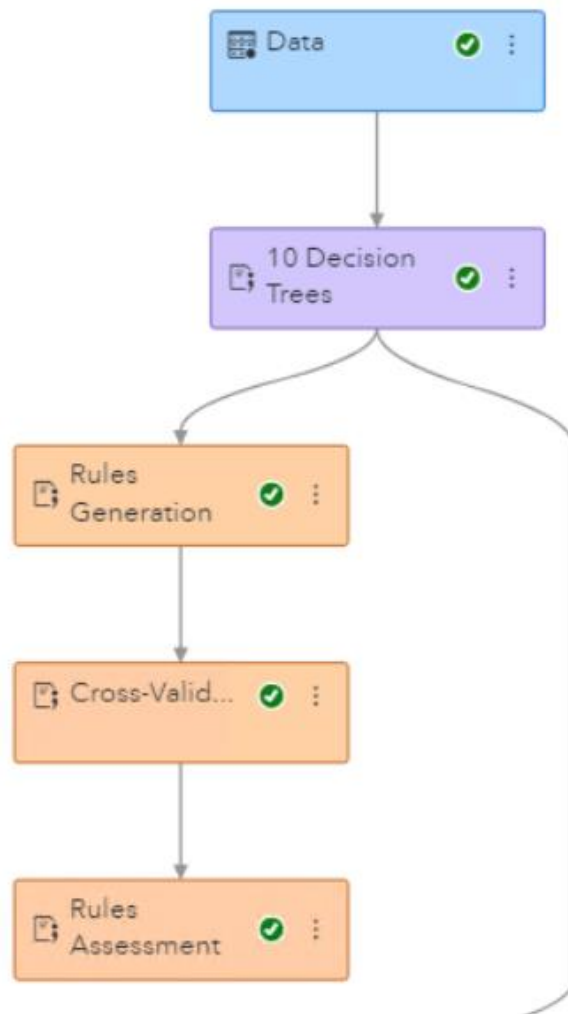 Data
10 Decision
Trees
Rules
Generation
Cross-Valid...
Rules
Assessment